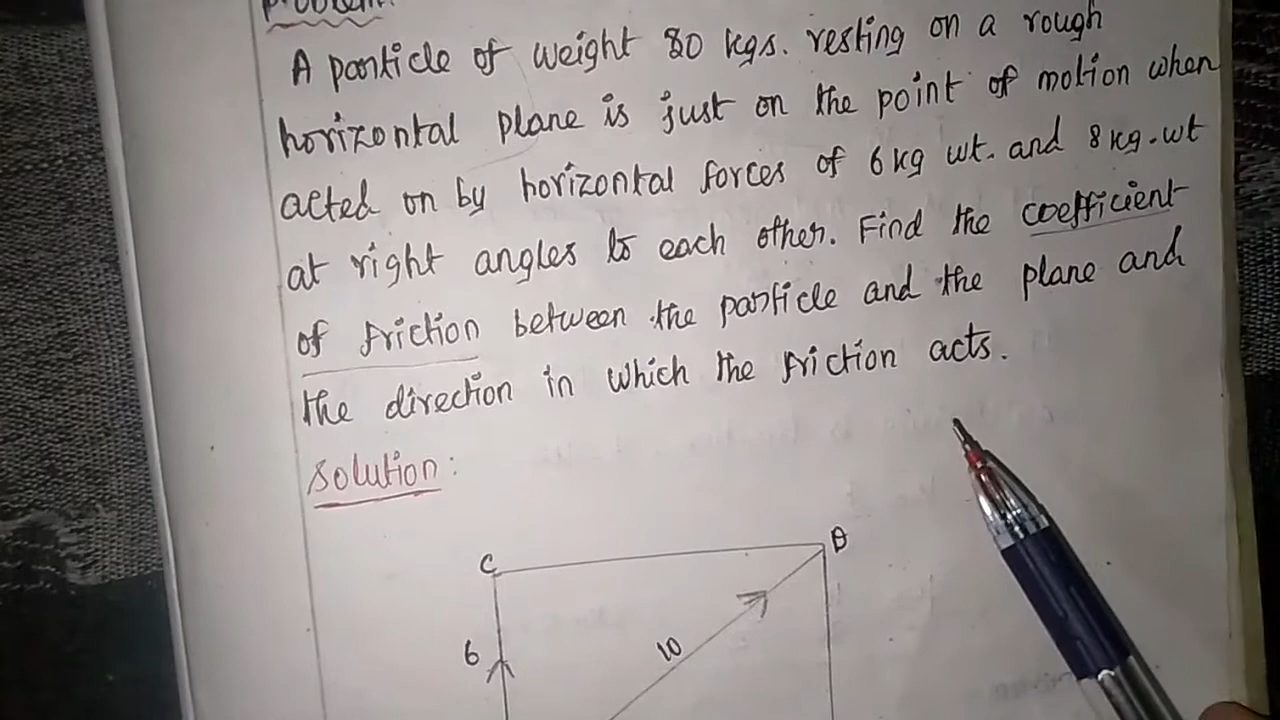 Problem:
A particle of weight 80 kgs. resting on a rough
horizontal plane is just on the point of motion when
acted on by horizontal forces of 6 kg wt. and 8 kg.wt
at right angles to each other. Find the coefficient
of friction between the particle and the plane and
the direction in which the friction acts.
Solution:
C
B
6
10